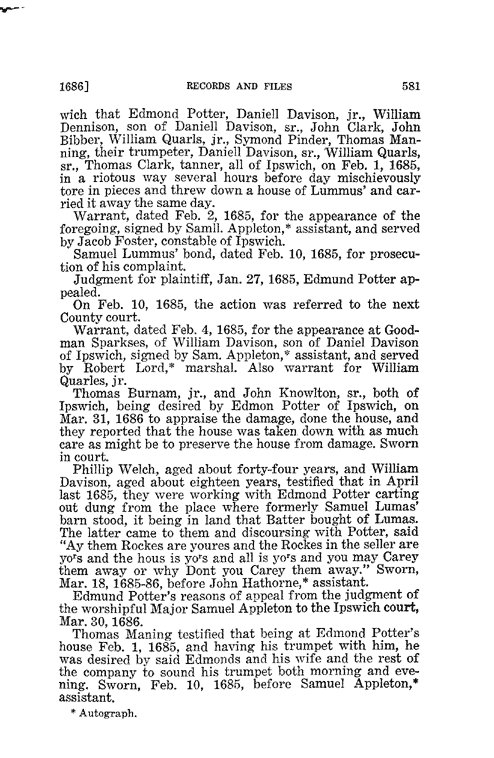 1686] RECORDS AND FILES 581
wich that Edmond Potter, Daniell Davison, jr., William
Dennison, son of Daniell Davison, sr., John Clark, John
Bibber, William Quarls, jr., Symond Pinder, Thomas Man-
ning, their trumpeter, Daniell Davison, sr., William Quarls,
sr., Thomas Clark, tanner, all of Ipswich, on Feb. 1, 1685,
in a riotous way several hours before day mischievously
tore in pieces and threw down a house of Lummus' and car-
ried it away the same day.
Warrant, dated Feb. 2, 1685, for the appearance of the
foregoing, signed by Samll. Appleton,* assistant, and served
by Jacob Foster, constable of Ipswich.
Samuel Lummus' bond, dated Feb. 10, 1685, for prosecu-
tion of his complaint.
Judgment for plaintiff, Jan. 27, 1685, Edmund Potter ap-
pealed.
On Feb. 10, 1685, the action was referred to the next
County court.
Warrant, dated Feb. 4, 1685, for the appearance at Good-
man Sparkses, of William Davison, son of Daniel Davison
of Ipswich, signed by Sam. Appleton,* assistant, and served
by Robert Lord,* marshal. Also warrant for William
Quarles, jr.
Thomas Burnam, jr., and John Knowlton, sr., both of
Ipswich, being desired by Edmon Potter of Ipswich, on
Mar. 31, 1686 to appraise the damage, done the house, and
they reported that the house was taken down with as much
care as might be to preserve the house from damage. Sworn
in court.
Phillip Welch, aged about forty-four years, and William
Davison, aged about eighteen years, testified that in April
last 1685, they were working with Edmond Potter carting
out dung from the place where formerly Samuel Lumas'
barn stood, it being in land that Batter bought of Lumas.
The latter came to them and discoursing with Potter, said
"Ay them Rockes are youres and the Rockes in the seller are
yoʳs and the hous is yoʳs and all is yoʳs and you may Carey
them away or why Dont you Carey them away." Sworn,
Mar. 18, 1685-86, before John Hathorne,* assistant.
Edmund Potter's reasons of appeal from the judgment of
the worshipful Major Samuel Appleton to the Ipswich court,
Mar. 30, 1686.
Thomas Maning testified that being at Edmond Potter's
house Feb. 1, 1685, and having his trumpet with him, he
was desired by said Edmonds and his wife and the rest of
the company to sound his trumpet both morning and eve-
ning. Sworn, Feb. 10, 1685, before Samuel Appleton,*
assistant.
* Autograph.